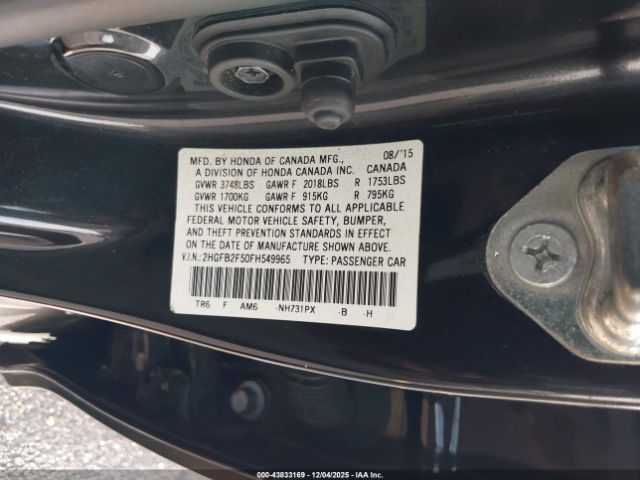 MFD. BY HONDA OF CANADA MFG., 08/'15
A DIVISION OF HONDA CANADA INC. CANADA
GVWR 3748LBS GAWR F 2018LBS R 1753LBS
GVWR 1700KG GAWR F 915KG R 795KG
THIS VEHICLE CONFORMS TO ALL APPLICABLE
FEDERAL MOTOR VEHICLE SAFETY, BUMPER,
AND THEFT PREVENTION STANDARDS IN EFFECT
ON THE DATE OF MANUFACTURE SHOWN ABOVE.
V.I.N.: 2HGFB2F50FH549965 TYPE: PASSENGER CAR
TR6 F AM6 -NH731PX -B -H
000-43833169 - 12/04/2025 - IAA Inc.